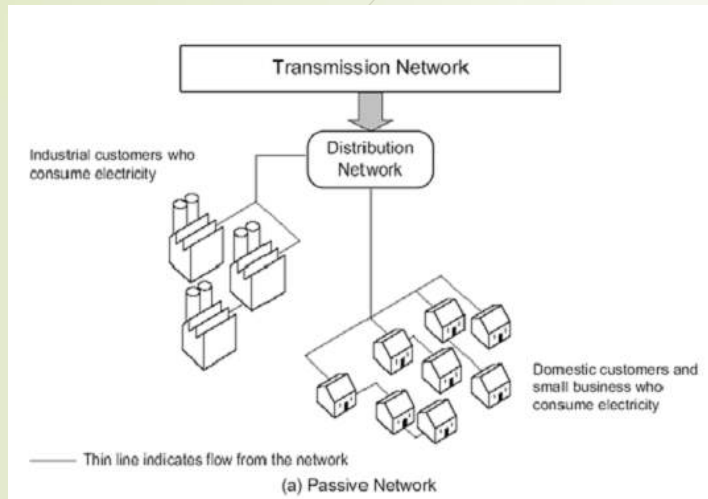 Transmission Network
Distribution
Network
Industrial customers who
consume electricity
Domestic customers and
small business who
consume electricity
Thin line indicates flow from the network
(a) Passive Network